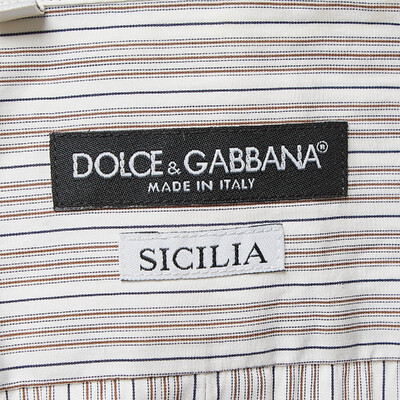 DOLCE & GABBANA®
MADE IN ITALY
SICILIA